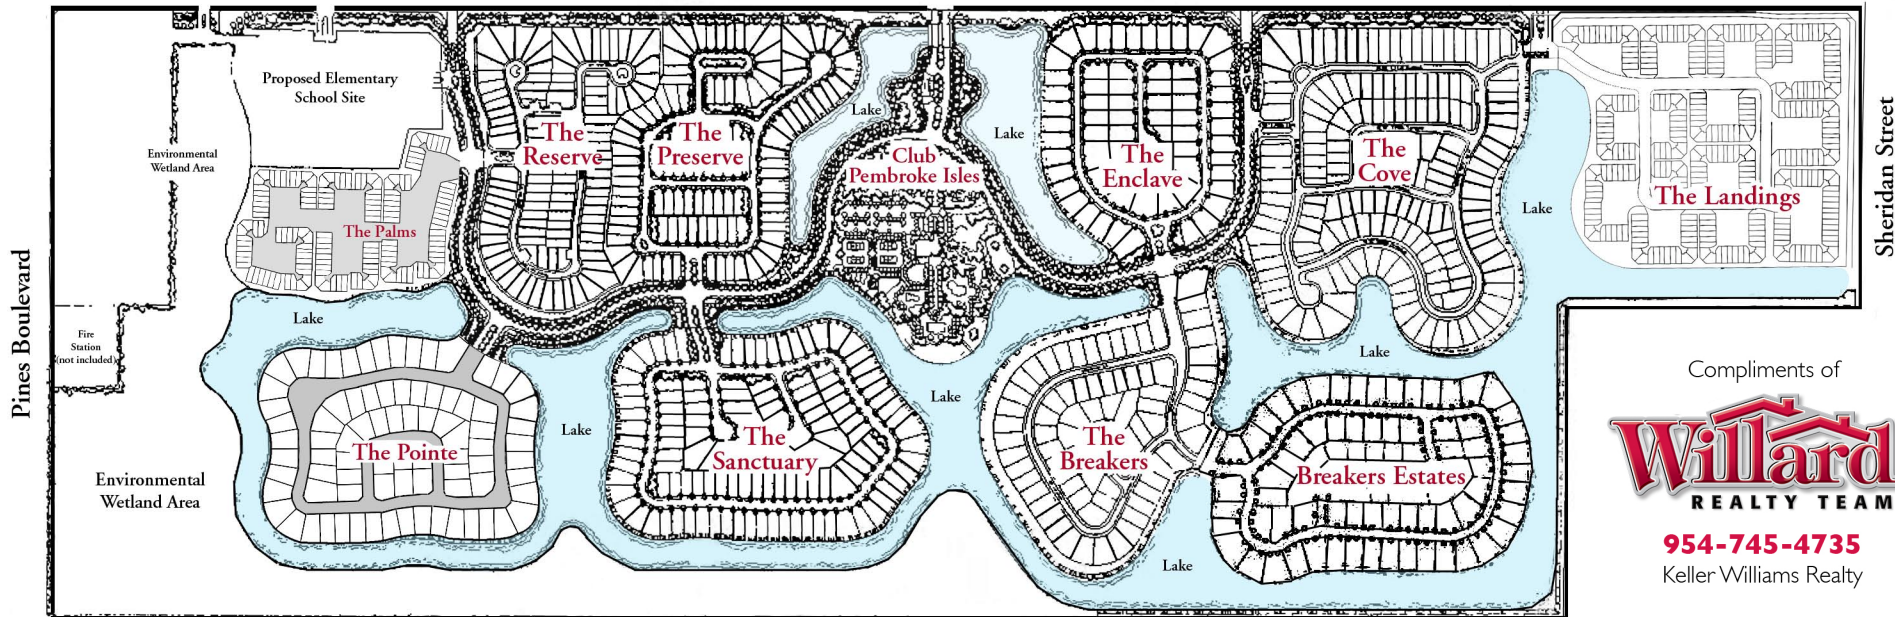 Pines Boulevard
Proposed Elementary
School Site
Environmental
Wetland Area
The Palms
Fire
Station
(not included)
Lake
The Pointe
Environmental
Wetland Area
Lake
The
Reserve
The
Preserve
Lake
Club
Pembroke Isles
Lake
The
Sanctuary
Lake
The
Enclave
The
Cove
Lake
The Landings
Sheridan Street
Lake
The
Breakers
Breakers Estates
Lake
Compliments of
Willard
REALTY TEAM
954-745-4735
Keller Williams Realty